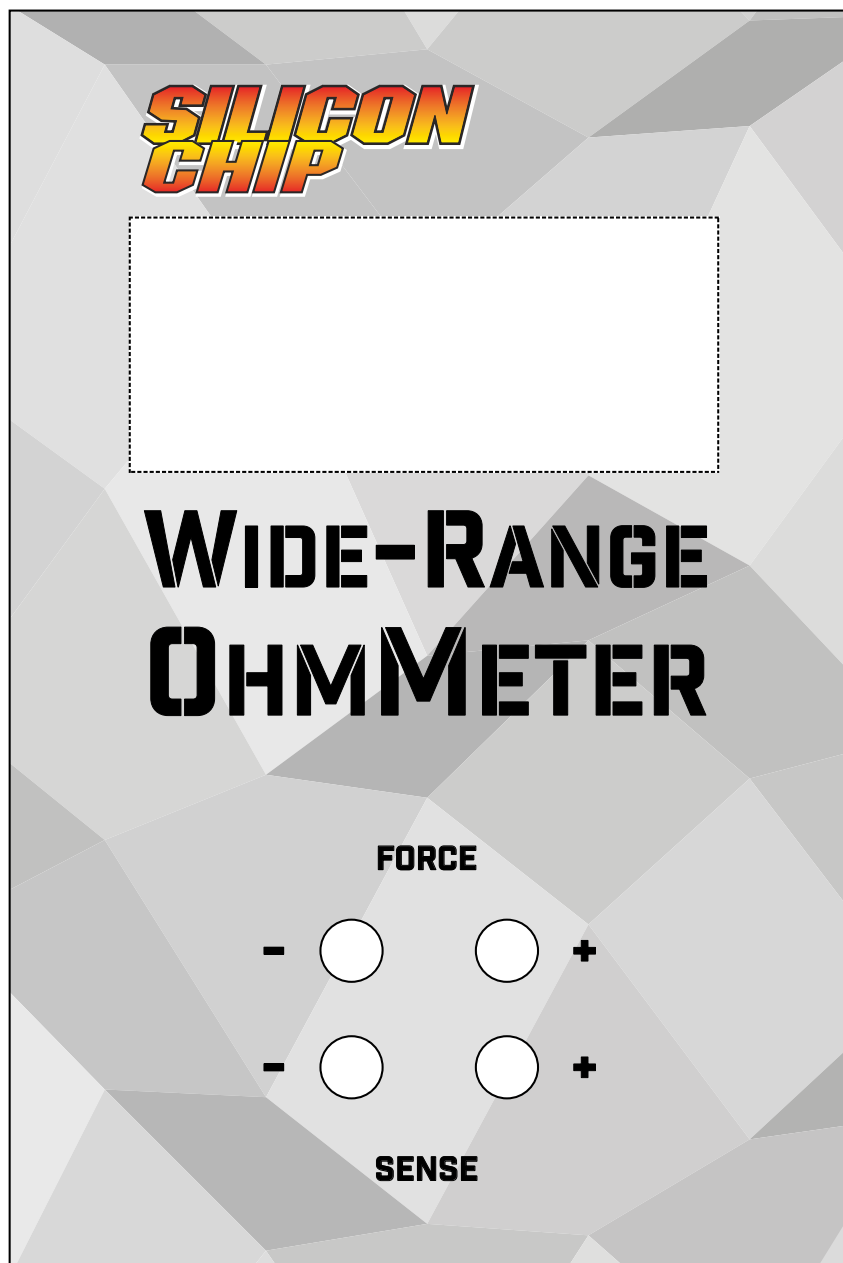 SILICON
CHIP
WIDE-RANGE
OHMMETER
FORCE
- +
- +
SENSE